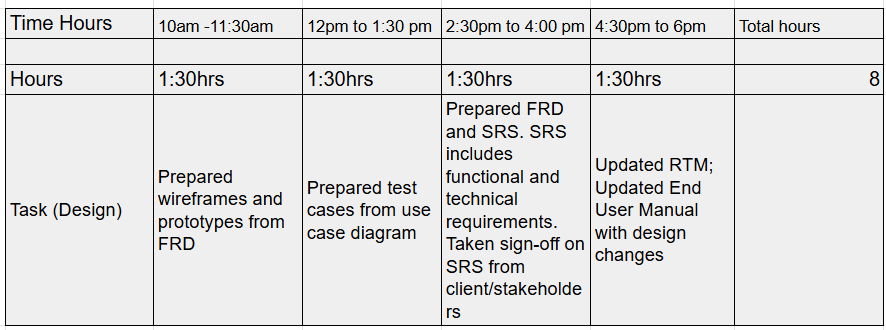 Time Hours 10am -11:30am 12pm to 1:30 pm 2:30pm to 4:00 pm 4:30pm to 6pm Total hours
Hours 1:30hrs 1:30hrs 1:30hrs 1:30hrs 8
Task (Design)
Prepared
wireframes and
prototypes from
FRD
Prepared test
cases from use
case diagram
Prepared FRD
and SRS. SRS
includes
functional and
technical
requirements.
Taken sign-off on
SRS from
client/stakeholde
rs
Updated RTM;
Updated End
User Manual
with design
changes